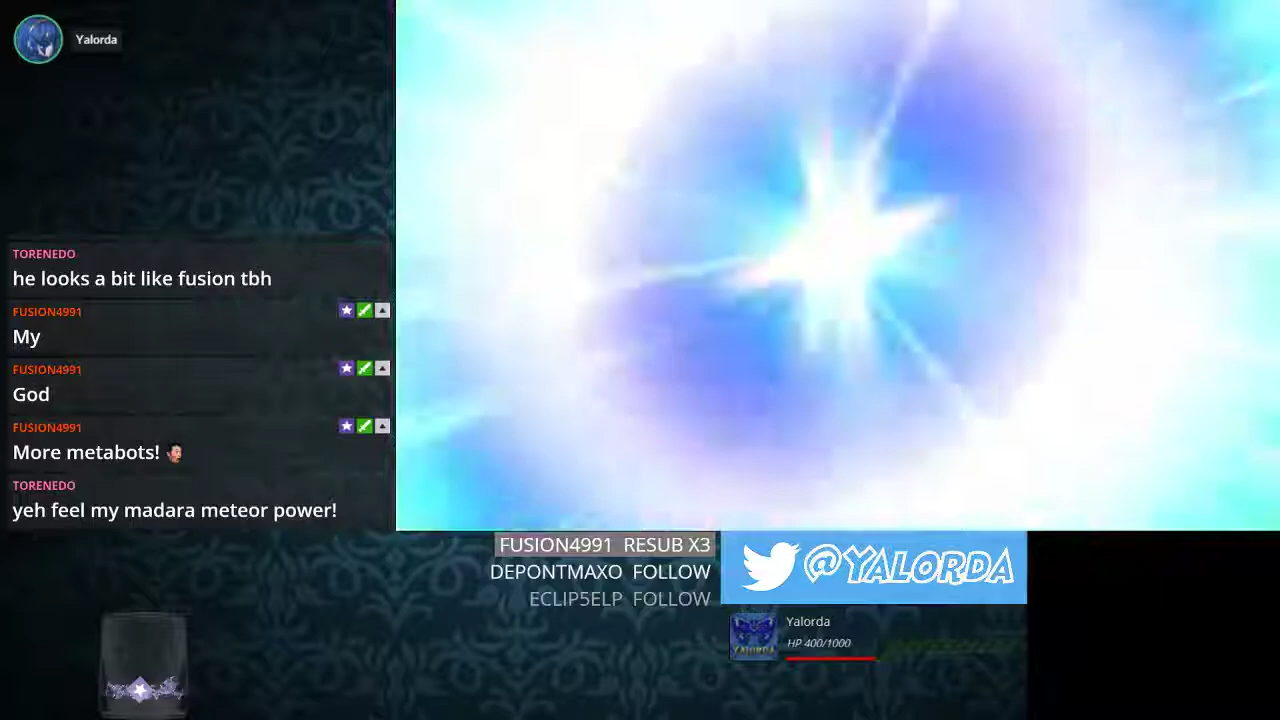 Yalorda
TORENEDO
he looks a bit like fusion tbh
FUSION4991
My
FUSION4991
God
FUSION4991
More metabots!
TORENEDO
yeh feel my madara meteor power!
FUSION4991 RESUB X3
DEPONTMAXO FOLLOW
ECLIP5ELP FOLLOW
@YALORDA
Yalorda
HP 400/1000
YALORDA